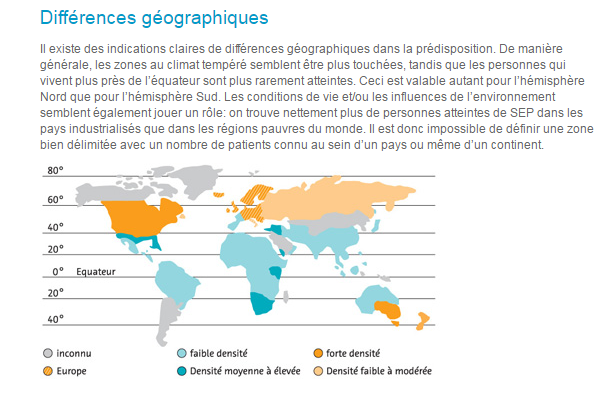 Différences géographiques
Il existe des indications claires de différences géographiques dans la prédisposition. De manière
générale, les zones au climat tempéré semblent être plus touchées, tandis que les personnes qui
vivent plus près de l'équateur sont plus rarement atteintes. Ceci est valable autant pour l'hémisphère
Nord que pour l'hémisphère Sud. Les conditions de vie et/ou les influences de l'environnement
semblent également jouer un rôle: on trouve nettement plus de personnes atteintes de SEP dans les
pays industrialisés que dans les régions pauvres du monde. Il est donc impossible de définir une zone
bien délimitée avec un nombre de patients connu au sein d'un pays ou même d'un continent.
80°
60°
40°
20°
0° Equateur
20°
40°
inconnu faible densité forte densité
Europe Densité moyenne à élevée Densité faible à modérée